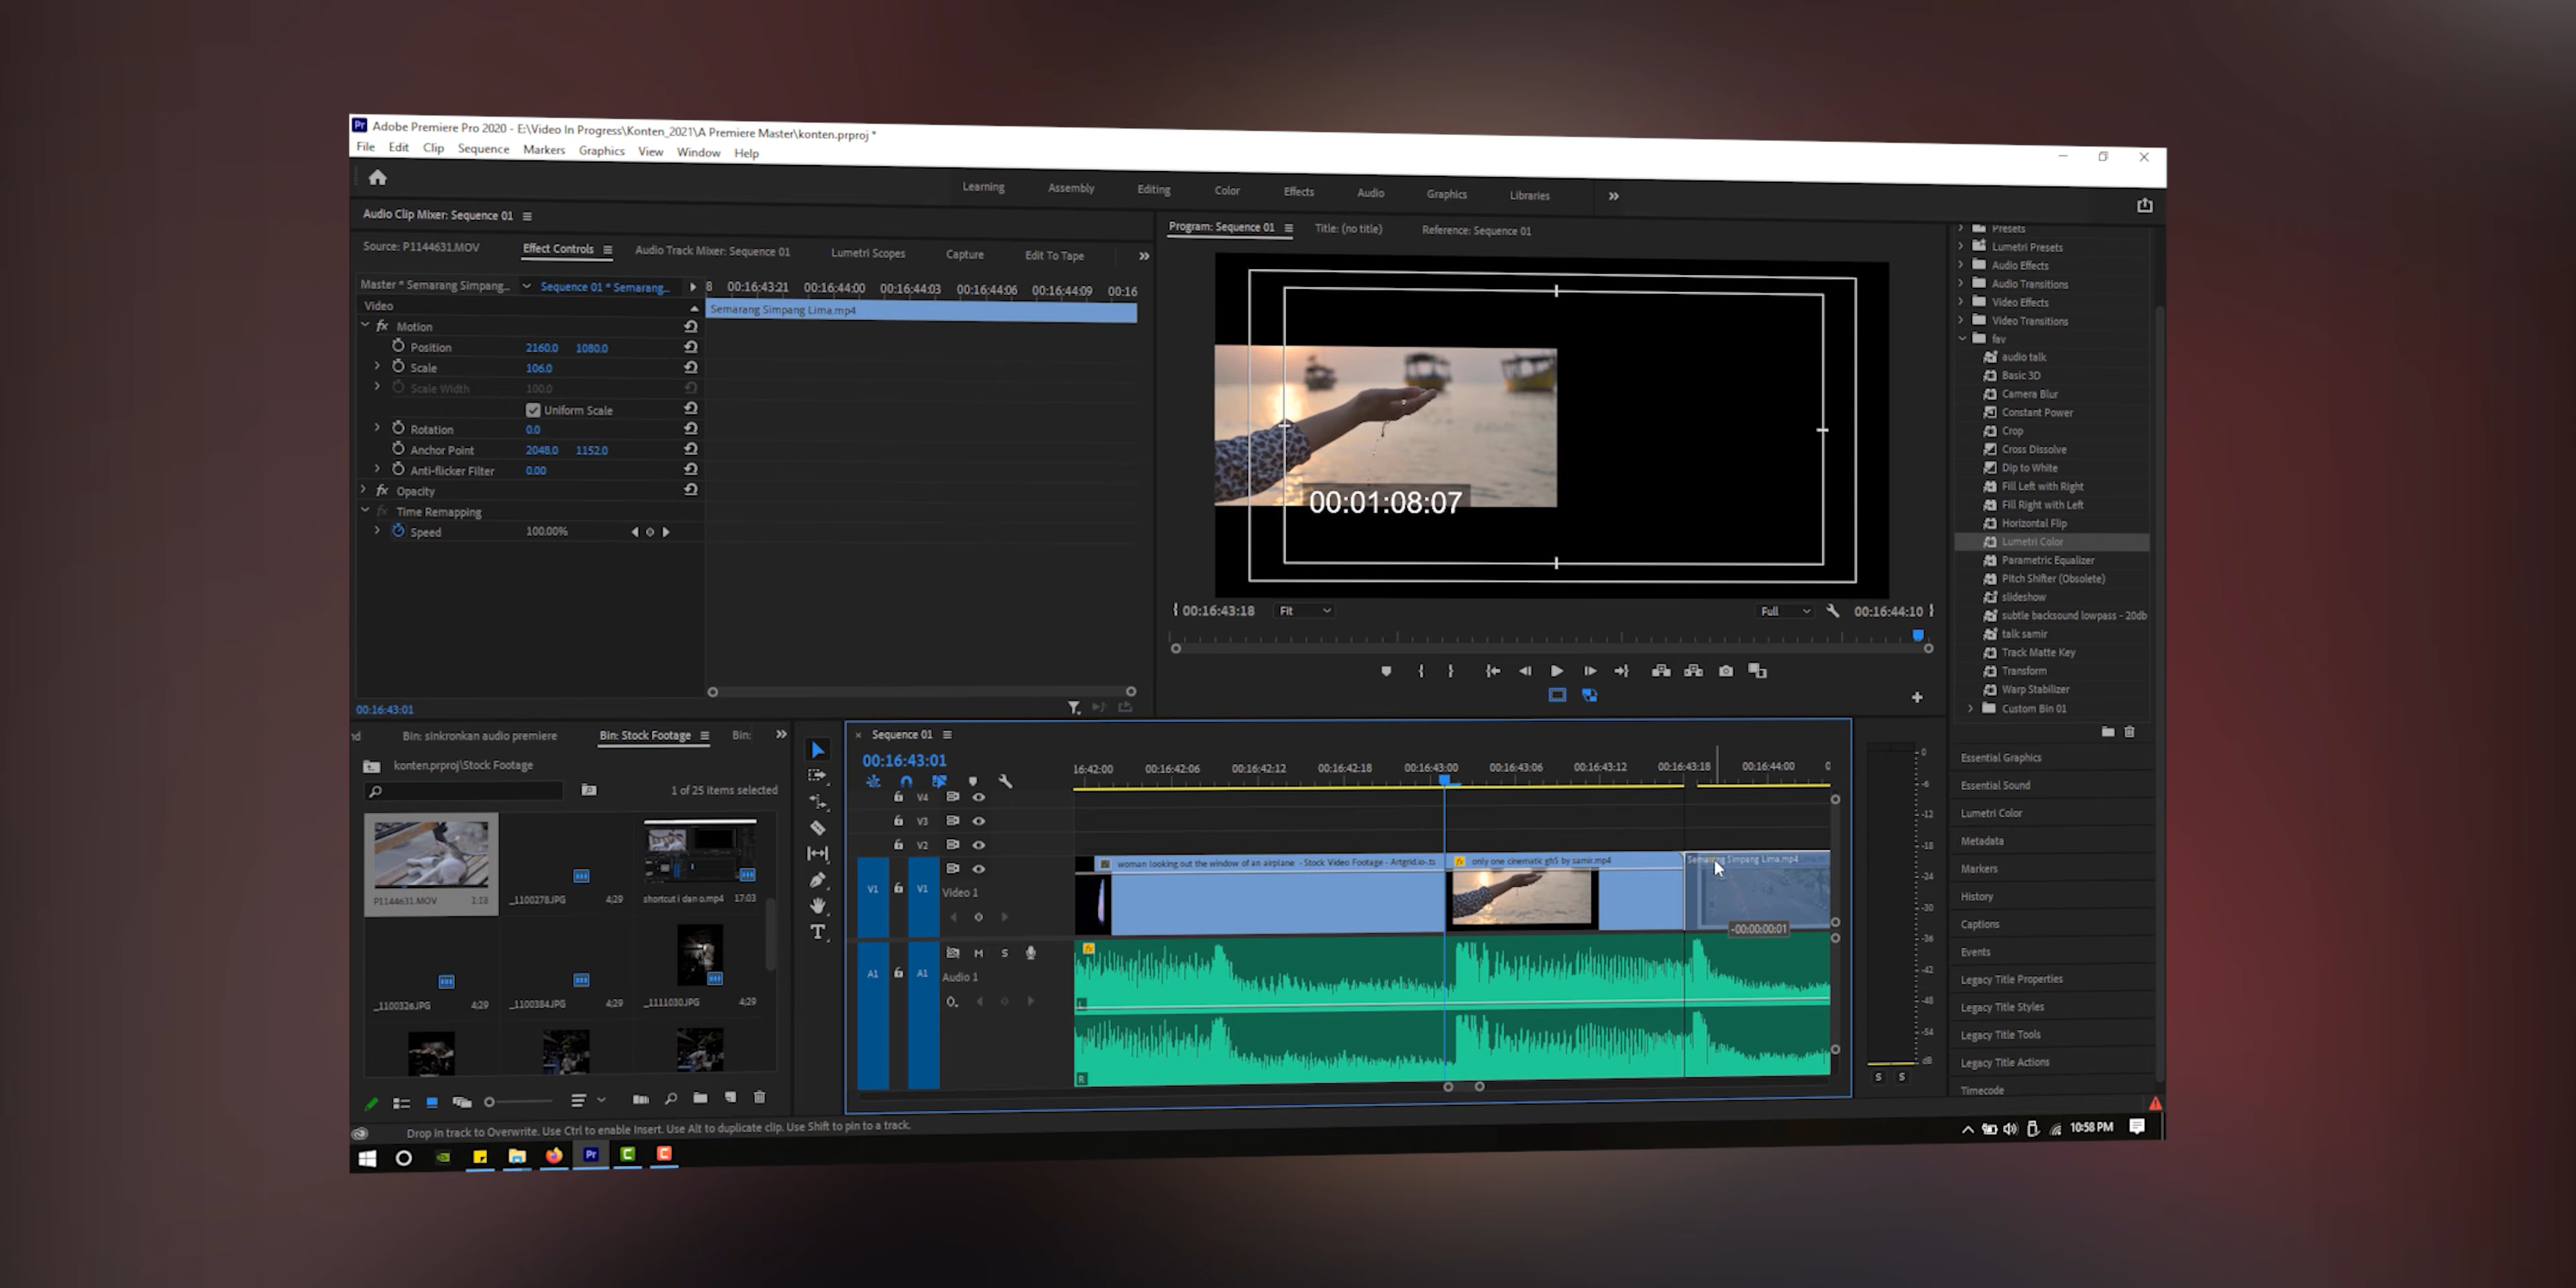 Adobe Premiere Pro 2020 - E:\Video In Progress\Konten_2021\A Premiere Master\konten.prproj *
File Edit Clip Sequence Markers Graphics View Window Help
Learning Assembly Editing Color Effects Audio Graphics Libraries
Audio Clip Mixer: Sequence 01
Source: P1144631.MOV Effect Controls Audio Track Mixer: Sequence 01 Lumetri Scopes Capture Edit To Tape
Master * Semarang Simpang... Sequence 01 * Semarang...
8 00:16:43:21 00:16:44:00 00:16:44:03 00:16:44:06 00:16:44:09 00:16
Semarang Simpang Lima.mp4
Video
fx Motion
Position 2160.0 1080.0
Scale 106.0
Scale Width 100.0
Uniform Scale
Rotation 0.0
Anchor Point 2048.0 1152.0
Anti-flicker Filter 0.00
fx Opacity
fx Time Remapping
Speed 100.00%
00:16:43:01
Program: Sequence 01 Title: (no title) Reference: Sequence 01
00:01:08:07
00:16:43:18 Fit Full 00:16:44:10
Presets
Lumetri Presets
Audio Effects
Audio Transitions
Video Effects
Video Transitions
fav
audio talk
Basic 3D
Camera Blur
Constant Power
Crop
Cross Dissolve
Dip to White
Fill Left with Right
Fill Right with Left
Horizontal Flip
Lumetri Color
Parametric Equalizer
Pitch Shifter (Obsolete)
slideshow
subtle backsound lowpass - 20db
talk samir
Track Matte Key
Transform
Warp Stabilizer
Custom Bin 01
Essential Graphics
Essential Sound
Lumetri Color
Metadata
Markers
History
Captions
Events
Legacy Title Properties
Legacy Title Styles
Legacy Title Tools
Legacy Title Actions
Timecode
nd Bin: sinkronkan audio premiere Bin: Stock Footage Bin:
konten.prproj\Stock Footage
1 of 25 items selected
P1144631.MOV 1:18
_1100278.JPG 4;29
shortcut i dan o.mp4 17:03
_1100326.JPG 4;29
_1100384.JPG 4;29
_1111030.JPG 4;29
Sequence 01
00:16:43:01
16:42:00 00:16:42:06 00:16:42:12 00:16:42:18 00:16:43:00 00:16:43:06 00:16:43:12 00:16:43:18 00:16:44:00 0
V4
V3
V2
V1 V1 Video 1
woman looking out the window of an airplane - Stock Video Footage - Artgrid.io-.ts
fx only one cinematic gh5 by samir.mp4
Semarang Simpang Lima.mp4
-00:00:00:01
A1 A1 M S Audio 1
fx
L
R
0
-6
-12
-18
-24
-30
-36
-42
-48
-54
dB
S S
Drop in track to Overwrite. Use Ctrl to enable Insert. Use Alt to duplicate clip. Use Shift to pin to a track.
Pr
10:58 PM